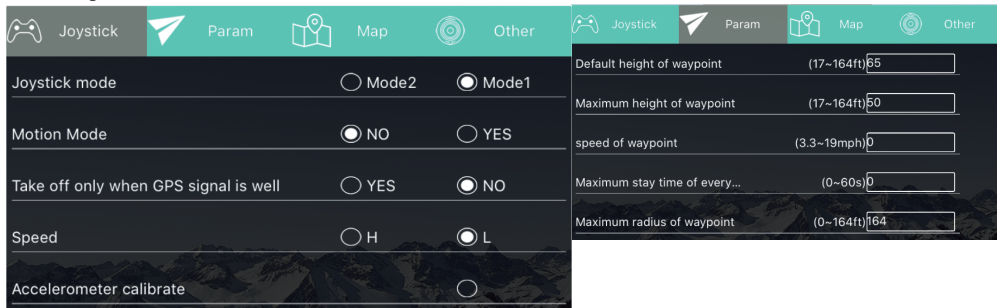 Joystick Param Map Other
Joystick mode Mode2 Mode1
Motion Mode NO YES
Take off only when GPS signal is well YES NO
Speed H L
Accelerometer calibrate
Joystick Param Map Other
Default height of waypoint (17~164ft) 65
Maximum height of waypoint (17~164ft) 50
speed of waypoint (3.3~19mph) 0
Maximum stay time of every... (0~60s) 0
Maximum radius of waypoint (0~164ft) 164